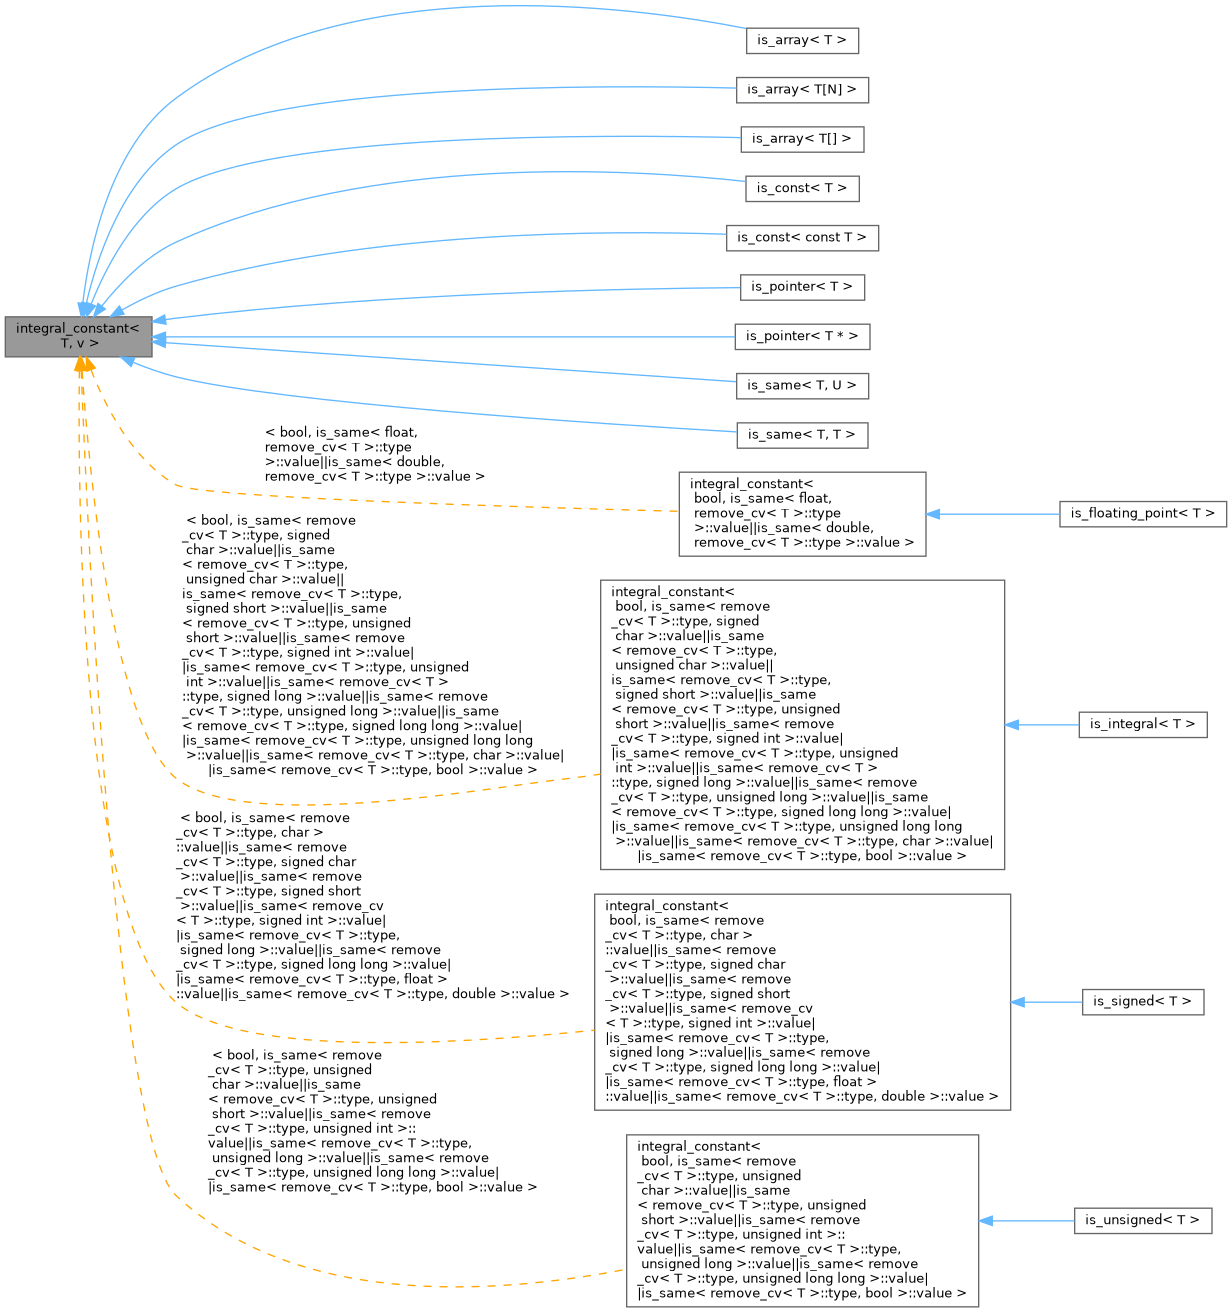 is_array< T >
is_array< T[N] >
is_array< T[] >
is_const< T >
is_const< const T >
is_pointer< T >
integral_constant<
T, v >
is_pointer< T * >
is_same< T, U >
is_same< T, T >
< bool, is_same< float,
remove_cv< T >::type
>::value||is_same< double,
remove_cv< T >::type >::value >
integral_constant<
bool, is_same< float,
remove_cv< T >::type
>::value||is_same< double,
remove_cv< T >::type >::value >
is_floating_point< T >
< bool, is_same< remove
_cv< T >::type, signed
char >::value||is_same
< remove_cv< T >::type,
unsigned char >::value||
is_same< remove_cv< T >::type,
signed short >::value||is_same
< remove_cv< T >::type, unsigned
short >::value||is_same< remove
_cv< T >::type, signed int >::value|
|is_same< remove_cv< T >::type, unsigned
int >::value||is_same< remove_cv< T >
::type, signed long >::value||is_same< remove
_cv< T >::type, unsigned long >::value||is_same
< remove_cv< T >::type, signed long long >::value|
|is_same< remove_cv< T >::type, unsigned long long
>::value||is_same< remove_cv< T >::type, char >::value|
|is_same< remove_cv< T >::type, bool >::value >
integral_constant<
bool, is_same< remove
_cv< T >::type, signed
char >::value||is_same
< remove_cv< T >::type,
unsigned char >::value||
is_same< remove_cv< T >::type,
signed short >::value||is_same
< remove_cv< T >::type, unsigned
short >::value||is_same< remove
_cv< T >::type, signed int >::value|
|is_same< remove_cv< T >::type, unsigned
int >::value||is_same< remove_cv< T >
::type, signed long >::value||is_same< remove
_cv< T >::type, unsigned long >::value||is_same
< remove_cv< T >::type, signed long long >::value|
|is_same< remove_cv< T >::type, unsigned long long
>::value||is_same< remove_cv< T >::type, char >::value|
|is_same< remove_cv< T >::type, bool >::value >
is_integral< T >
< bool, is_same< remove
_cv< T >::type, char >
::value||is_same< remove
_cv< T >::type, signed char
>::value||is_same< remove
_cv< T >::type, signed short
>::value||is_same< remove_cv
< T >::type, signed int >::value|
|is_same< remove_cv< T >::type,
signed long >::value||is_same< remove
_cv< T >::type, signed long long >::value|
|is_same< remove_cv< T >::type, float >
::value||is_same< remove_cv< T >::type, double >::value >
integral_constant<
bool, is_same< remove
_cv< T >::type, char >
::value||is_same< remove
_cv< T >::type, signed char
>::value||is_same< remove
_cv< T >::type, signed short
>::value||is_same< remove_cv
< T >::type, signed int >::value|
|is_same< remove_cv< T >::type,
signed long >::value||is_same< remove
_cv< T >::type, signed long long >::value|
|is_same< remove_cv< T >::type, float >
::value||is_same< remove_cv< T >::type, double >::value >
is_signed< T >
< bool, is_same< remove
_cv< T >::type, unsigned
char >::value||is_same
< remove_cv< T >::type, unsigned
short >::value||is_same< remove
_cv< T >::type, unsigned int >::
value||is_same< remove_cv< T >::type,
unsigned long >::value||is_same< remove
_cv< T >::type, unsigned long long >::value|
|is_same< remove_cv< T >::type, bool >::value >
integral_constant<
bool, is_same< remove
_cv< T >::type, unsigned
char >::value||is_same
< remove_cv< T >::type, unsigned
short >::value||is_same< remove
_cv< T >::type, unsigned int >::
value||is_same< remove_cv< T >::type,
unsigned long >::value||is_same< remove
_cv< T >::type, unsigned long long >::value|
|is_same< remove_cv< T >::type, bool >::value >
is_unsigned< T >